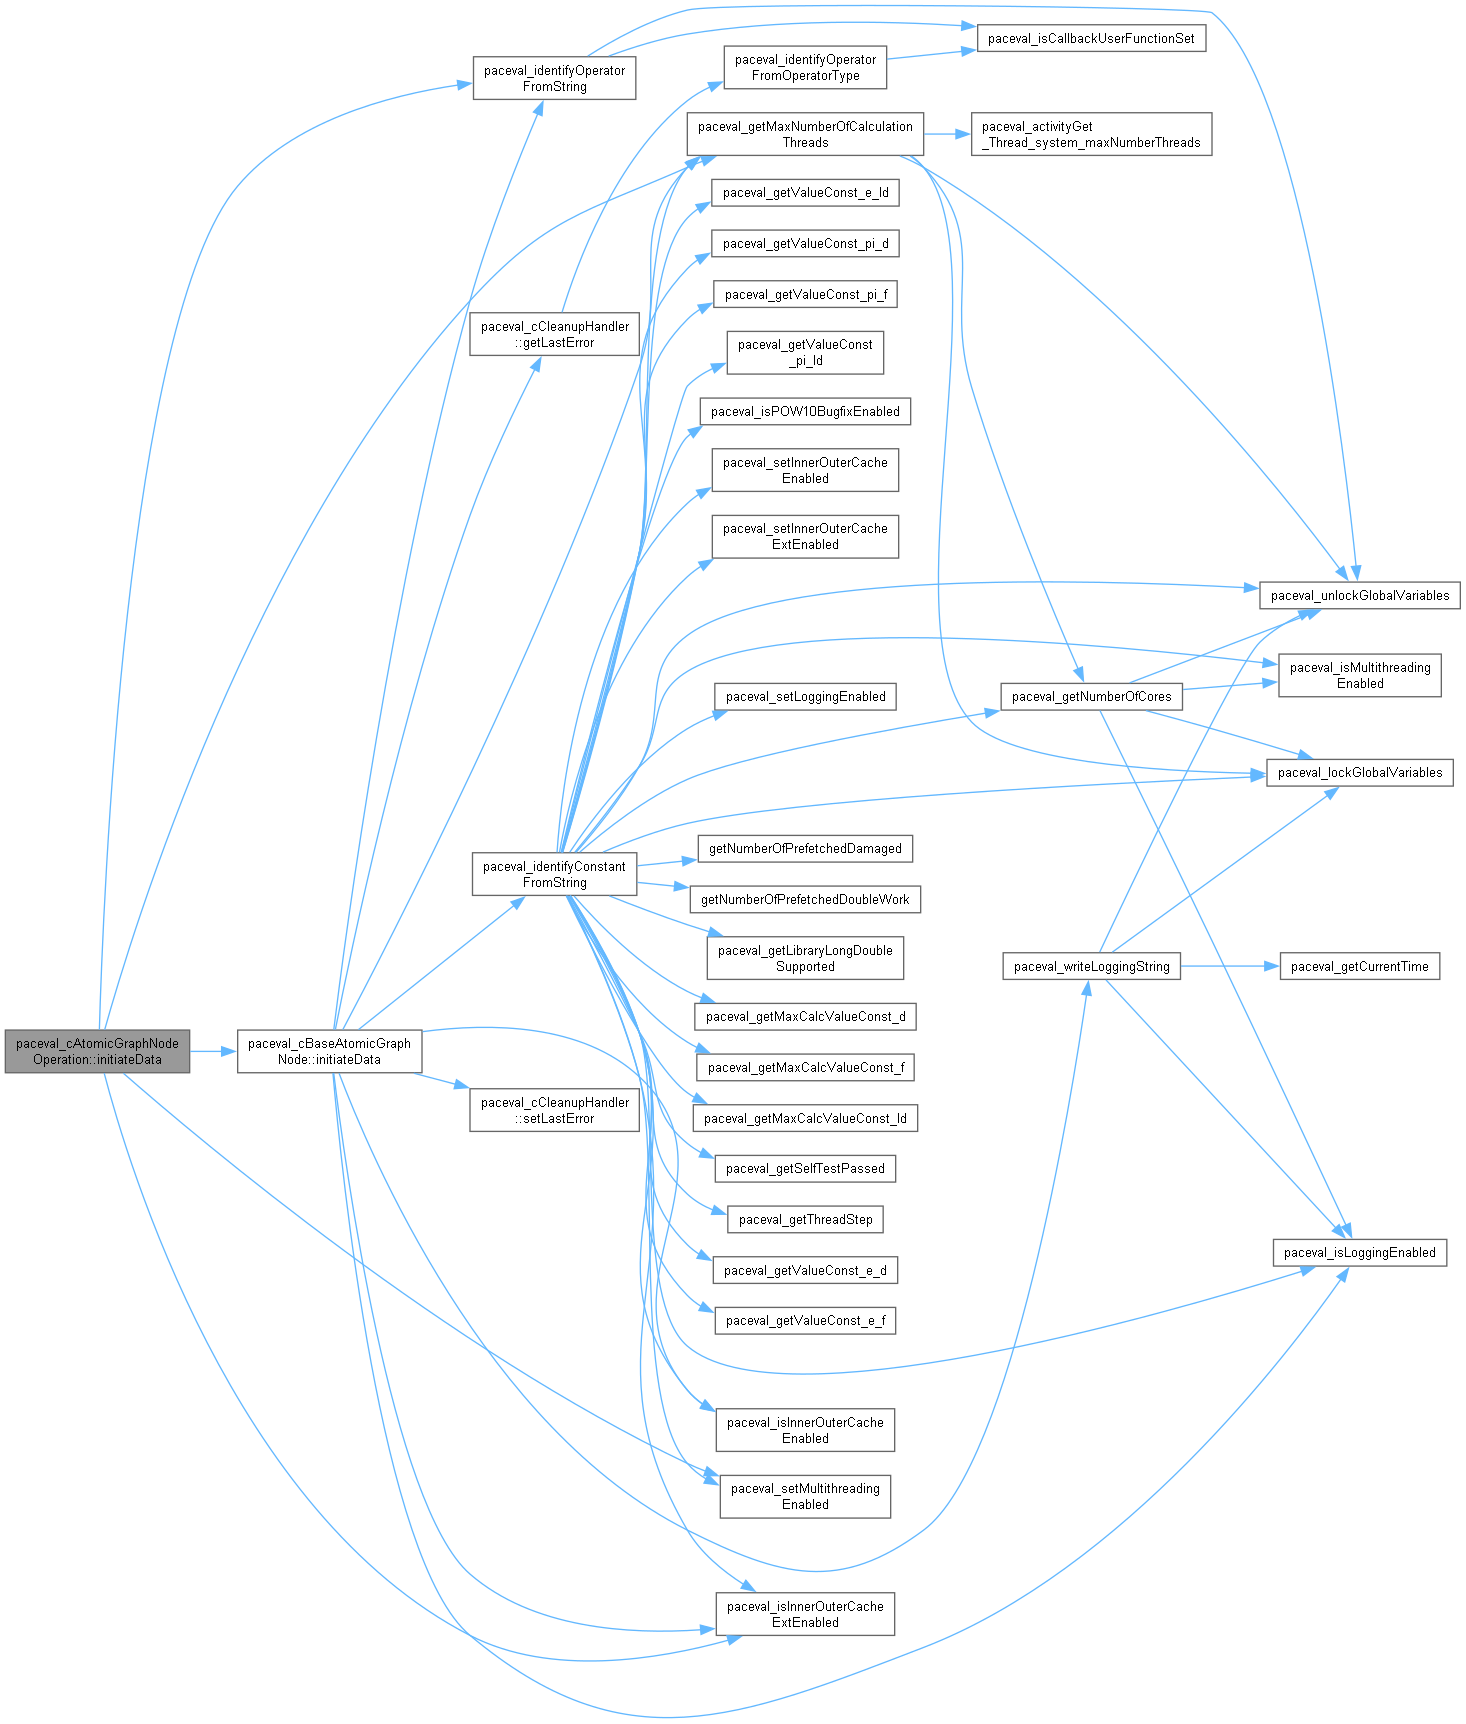 paceval_isCallbackUserFunctionSet
paceval_identifyOperator
FromString
paceval_identifyOperator
FromOperatorType
paceval_getMaxNumberOfCalculation
Threads
paceval_activityGet
_Thread_system_maxNumberThreads
paceval_getValueConst_e_ld
paceval_getValueConst_pi_d
paceval_getValueConst_pi_f
paceval_cCleanupHandler
::getLastError
paceval_getValueConst
_pi_ld
paceval_isPOW10BugfixEnabled
paceval_setInnerOuterCache
Enabled
paceval_setInnerOuterCache
ExtEnabled
paceval_unlockGlobalVariables
paceval_isMultithreading
Enabled
paceval_setLoggingEnabled
paceval_getNumberOfCores
paceval_lockGlobalVariables
getNumberOfPrefetchedDamaged
paceval_identifyConstant
FromString
getNumberOfPrefetchedDoubleWork
paceval_getLibraryLongDouble
Supported
paceval_writeLoggingString
paceval_getCurrentTime
paceval_getMaxCalcValueConst_d
paceval_cAtomicGraphNode
Operation::initiateData
paceval_cBaseAtomicGraph
Node::initiateData
paceval_getMaxCalcValueConst_f
paceval_cCleanupHandler
::setLastError
paceval_getMaxCalcValueConst_ld
paceval_getSelfTestPassed
paceval_getThreadStep
paceval_isLoggingEnabled
paceval_getValueConst_e_d
paceval_getValueConst_e_f
paceval_isInnerOuterCache
Enabled
paceval_setMultithreading
Enabled
paceval_isInnerOuterCache
ExtEnabled